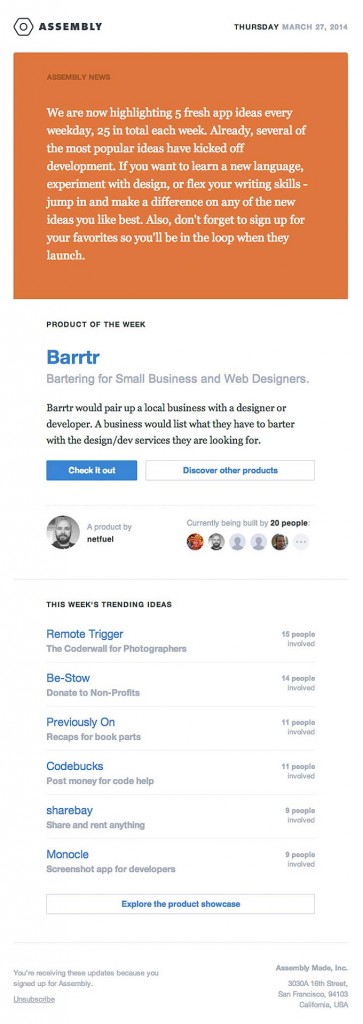 ASSEMBLY
THURSDAY MARCH 27, 2014
ASSEMBLY NEWS
We are now highlighting 5 fresh app ideas every
weekday, 25 in total each week. Already, several of
the most popular ideas have kicked off
development. If you want to learn a new language,
experiment with design, or flex your writing skills -
jump in and make a difference on any of the new
ideas you like best. Also, don't forget to sign up for
your favorites so you'll be in the loop when they
launch.
PRODUCT OF THE WEEK
Barrtr
Bartering for Small Business and Web Designers.
Barrtr would pair up a local business with a designer or
developer. A business would list what they have to barter
with the design/dev services they are looking for.
Check it out
Discover other products
A product by
netfuel
Currently being built by 20 people:
THIS WEEK'S TRENDING IDEAS
Remote Trigger
The Coderwall for Photographers
15 people
involved
Be-Stow
Donate to Non-Profits
14 people
involved
Previously On
Recaps for book parts
11 people
involved
Codebucks
Post money for code help
11 people
involved
sharebay
Share and rent anything
9 people
involved
Monocle
Screenshot app for developers
9 people
involved
Explore the product showcase
You're receiving these updates because you
signed up for Assembly.
Unsubscribe
Assembly Made, Inc.
3030A 16th Street,
San Francisco, 94103
California, USA